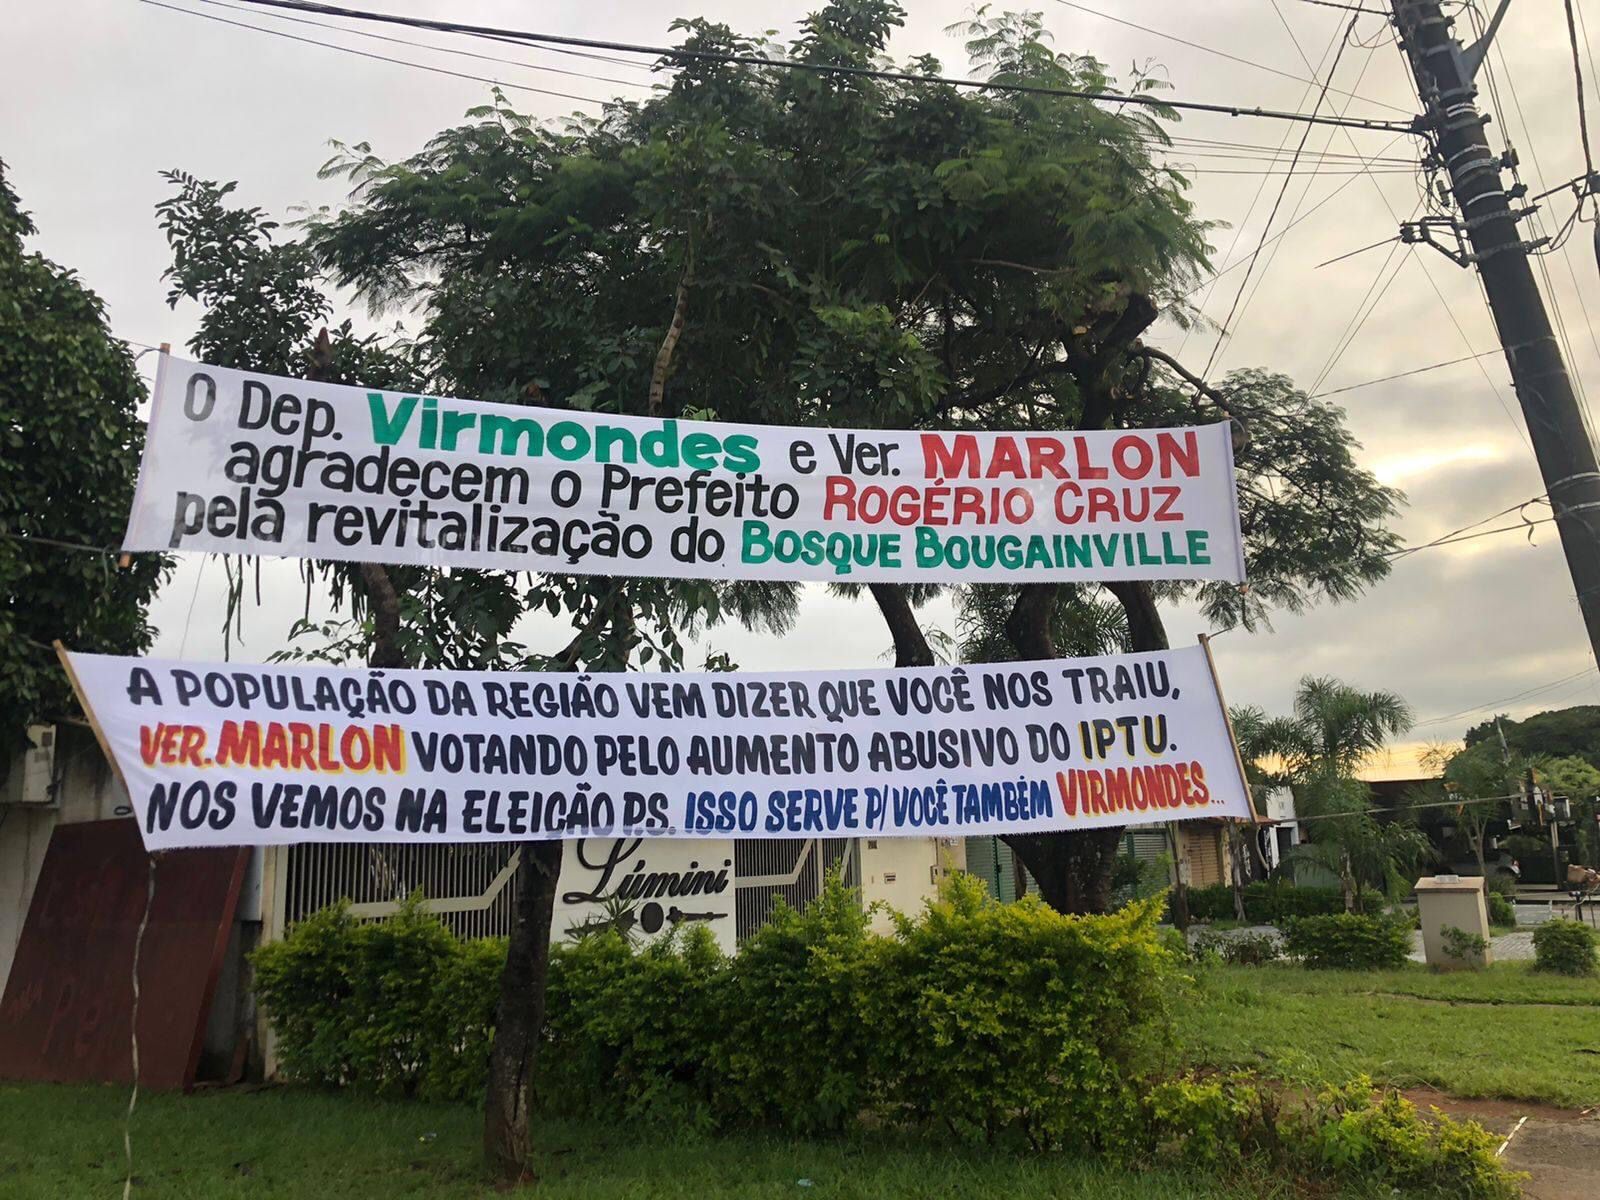 O Dep. Virmondes e Ver. MARLON
agradecem o Prefeito ROGÉRIO CRUZ
pela revitalização do BOSQUE BOUGAINVILLE
A POPULAÇÃO DA REGIÃO VEM DIZER QUE VOCÊ NOS TRAIU,
VER. MARLON VOTANDO PELO AUMENTO ABUSIVO DO IPTU.
NOS VEMOS NA ELEIÇÃO P.S. ISSO SERVE P/ VOCÊ TAMBÉM VIRMONDES...
Lúmini